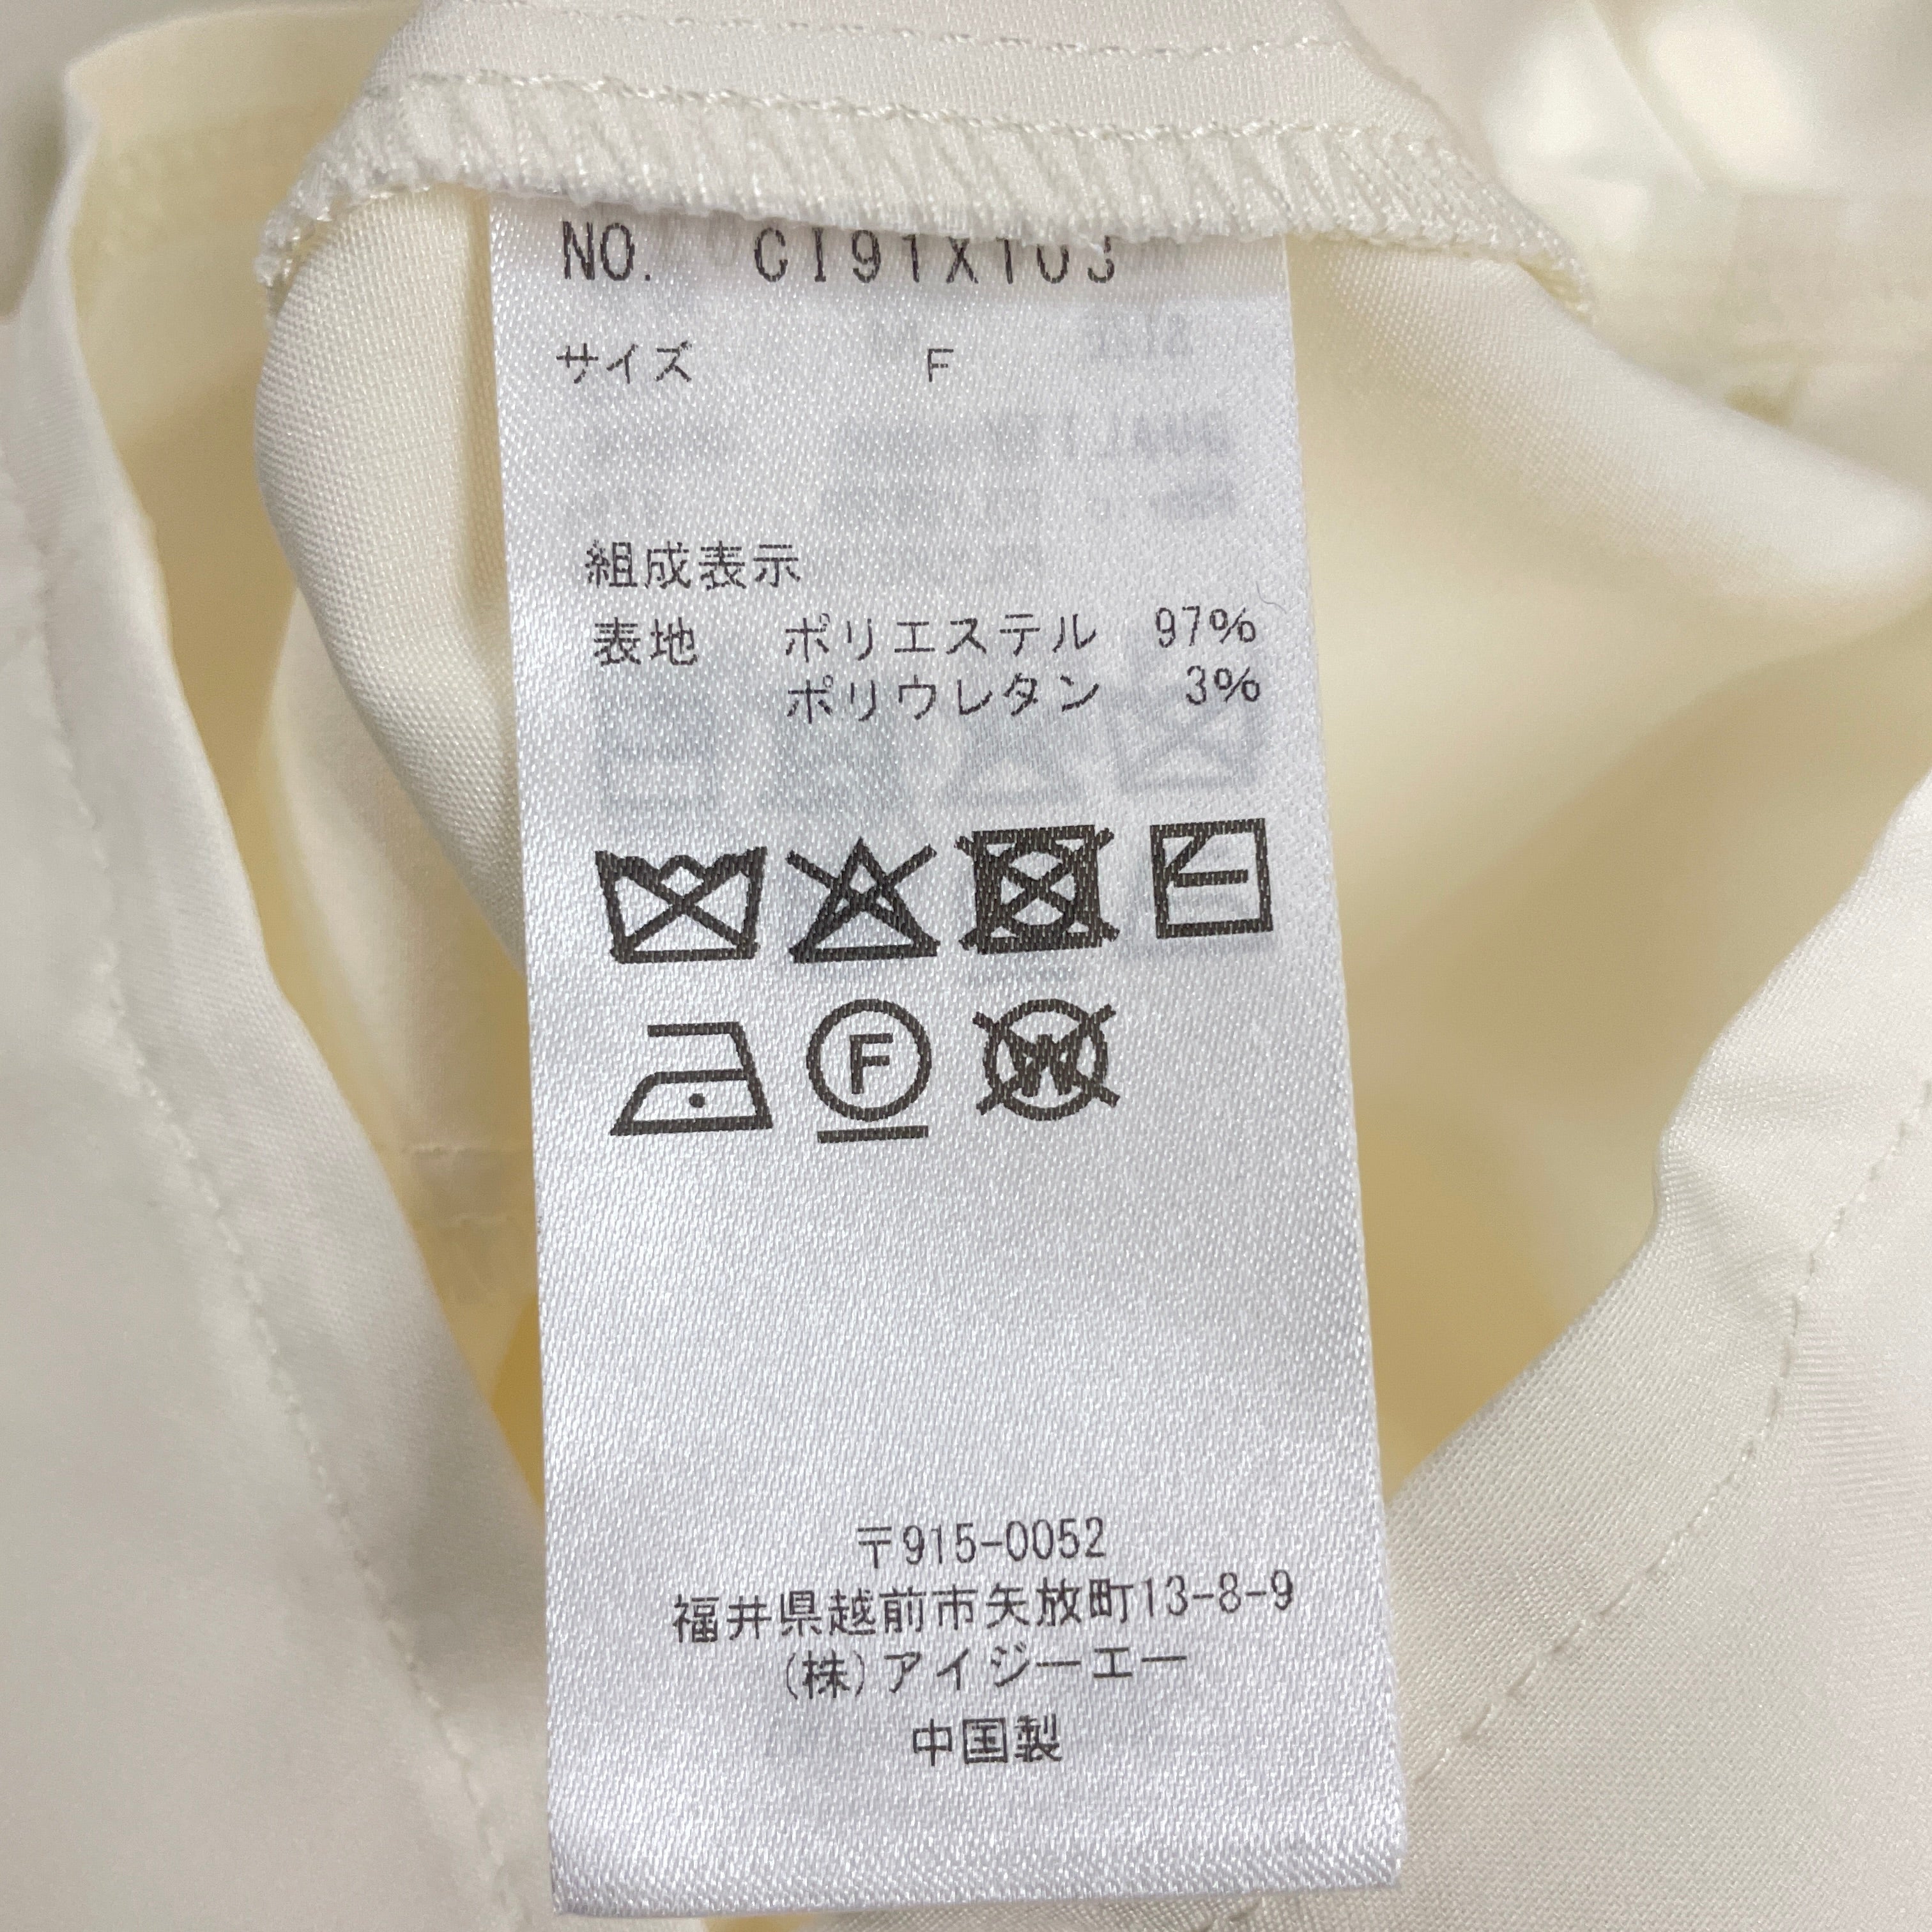 NO. CI91X103
サイズ F
組成表示
表地 ポリエステル 97%
ポリウレタン 3%
F
W
〒915-0052
福井県越前市矢放町13-8-9
(株)アイジーエー
中国製